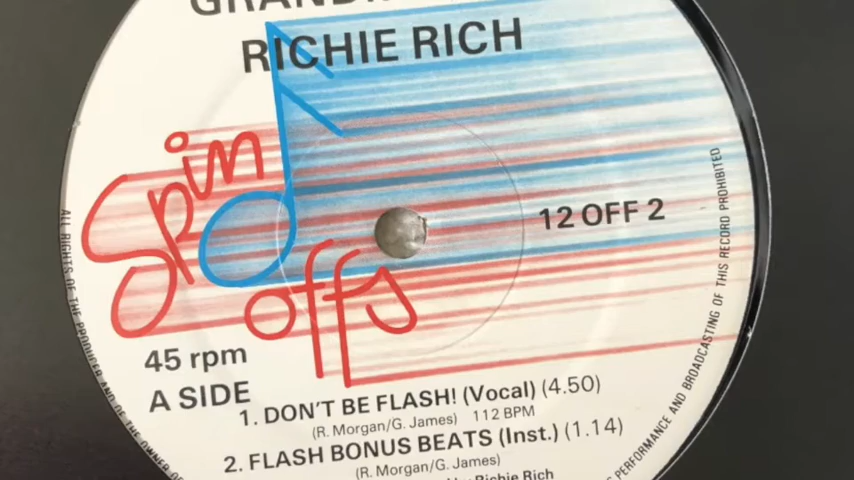 RICHIE RICH
Spin
offs
12 OFF 2
45 rpm
A SIDE
1. DON'T BE FLASH! (Vocal) (4.50)
(R. Morgan/G. James) 112 BPM
2. FLASH BONUS BEATS (Inst.) (1.14)
(R. Morgan/G. James)
Richie Rich
ALL RIGHTS OF THE PRODUCER AND OF THE OWNER OF
PERFORMANCE AND BROADCASTING OF THIS RECORD PROHIBITED